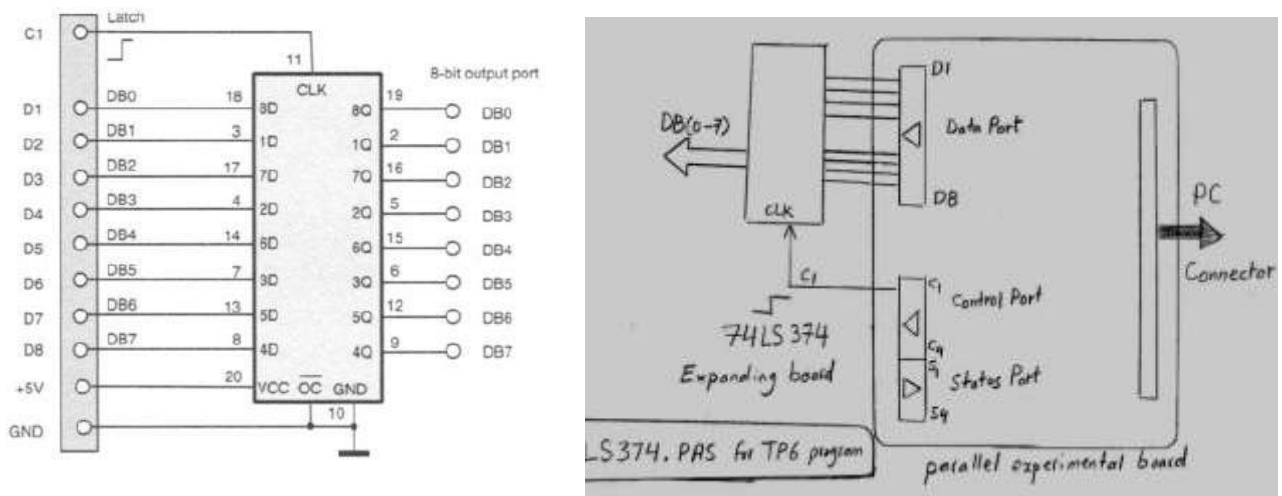 Latch
C1
11
CLK
8-bit output port
D1 DB0 18 8D 8Q 19 DB0
D2 DB1 3 1D 1Q 2 DB1
D3 DB2 17 7D 7Q 16 DB2
D4 DB3 4 2D 2Q 5 DB3
D5 DB4 14 6D 6Q 15 DB4
D6 DB5 7 3D 3Q 6 DB5
D7 DB6 13 5D 5Q 12 DB6
D8 DB7 8 4D 4Q 9 DB7
+5V 20 VCC OC GND
10
GND
D1
DB(0-7)
Data Port
D8
CLK
PC
Connector
C1
C1
Control Port
C4
S1
Status Port
S4
74LS374
Expanding board
LS374.PAS for TP6 program
parallel experimental board